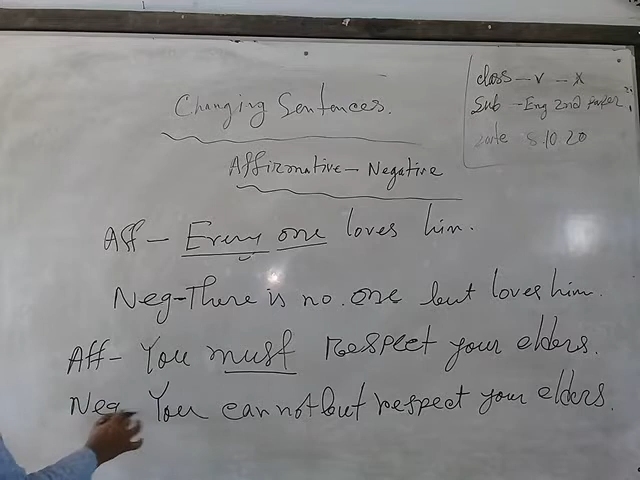 class - V - X
Sub - Eng 2nd Paper
Date 5.10.20
Changing Sentences.
Affirmative - Negative
Aff - Every one loves him.
Neg - There is no one but loves him.
Aff - You must respect your elders.
Neg You can not but respect your elders.